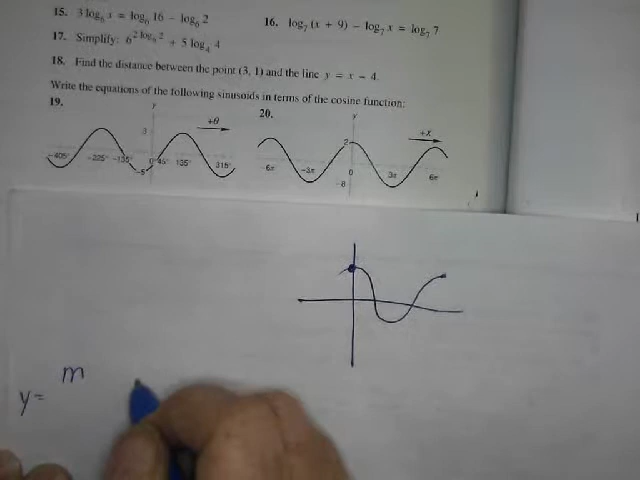 15. 3 log₆ x = log₆ 16 − log₆ 2
16. log₇ (x + 9) − log₇ x = log₇ 7
17. Simplify: 6^{2 log₆ 2} + 5 log₄ 4
18. Find the distance between the point (3, 1) and the line y = x − 4.
Write the equations of the following sinusoids in terms of the cosine function:
19.
20.
y
+θ
3
−405° −225° −135° 0 45° 135° 315°
−5
y
+x
2
−6π −3π 0 3π 6π
−8
m
y =